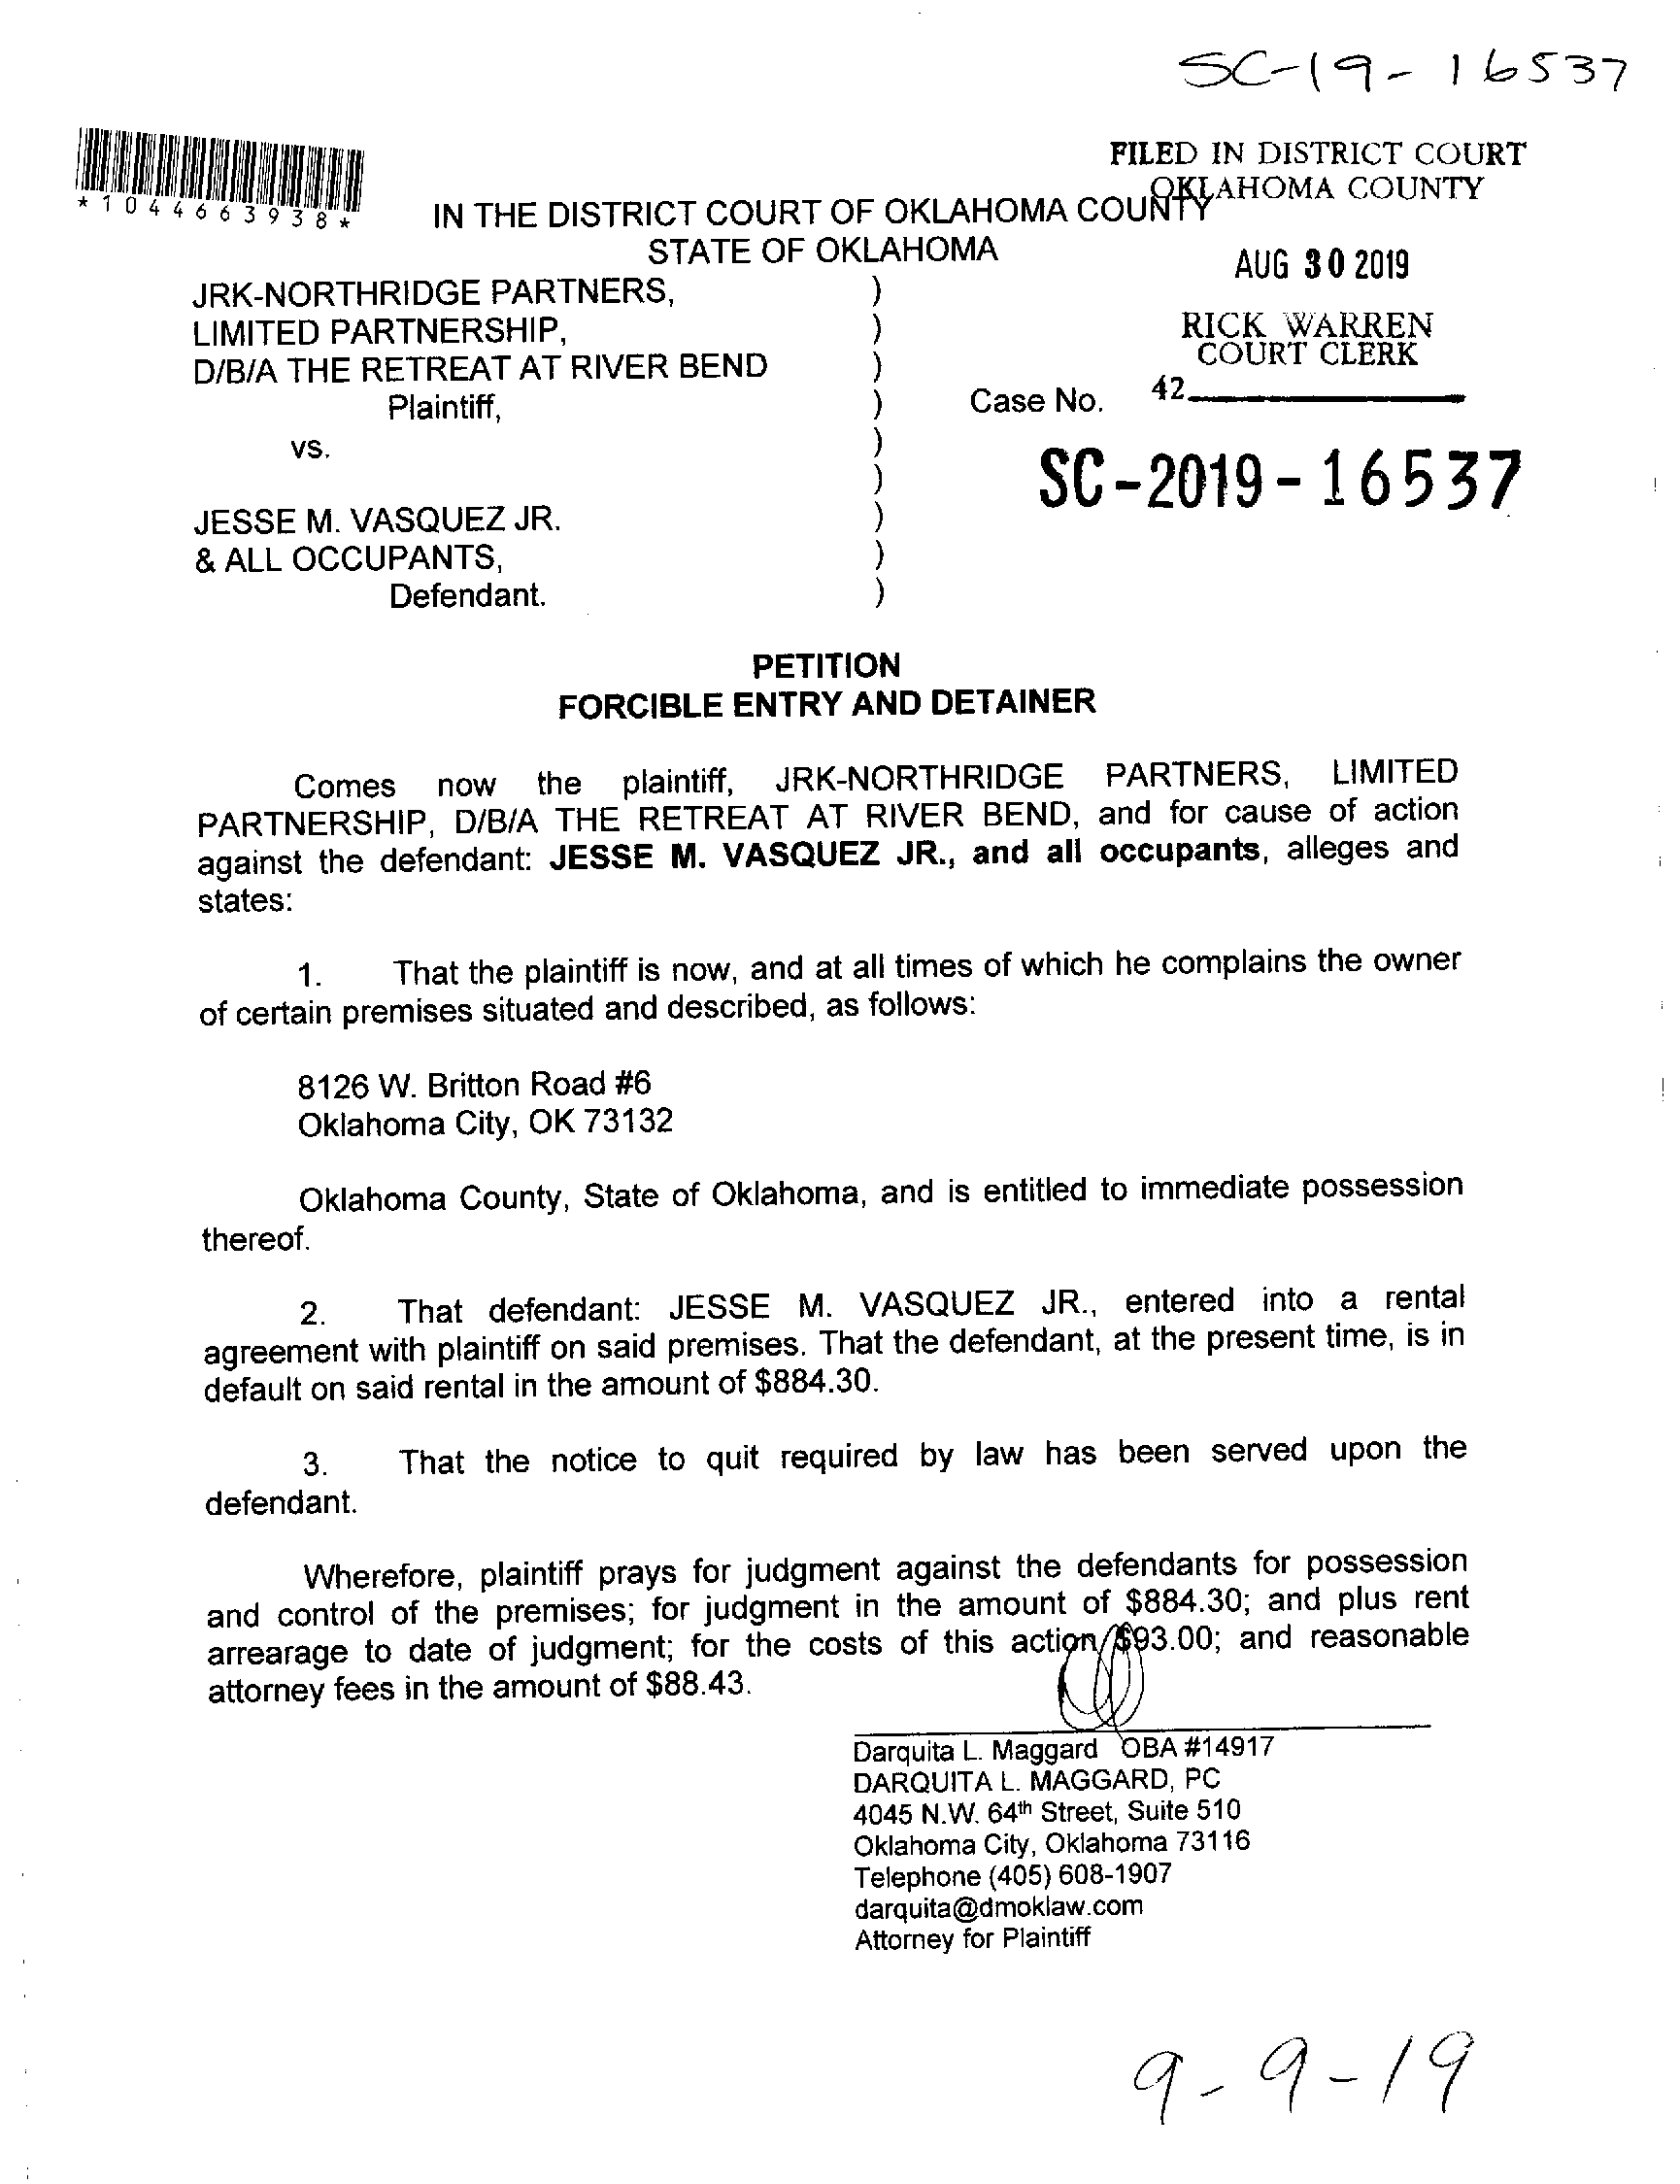 SC-19-16537
FILED IN DISTRICT COURT
OKLAHOMA COUNTY
*1044663938*
IN THE DISTRICT COURT OF OKLAHOMA COUNTY
STATE OF OKLAHOMA
AUG 30 2019
JRK-NORTHRIDGE PARTNERS, )
LIMITED PARTNERSHIP, )
RICK WARREN
COURT CLERK
D/B/A THE RETREAT AT RIVER BEND )
Plaintiff, ) Case No. 42
vs. )
)
SC-2019-16537
JESSE M. VASQUEZ JR. )
& ALL OCCUPANTS, )
Defendant. )
PETITION
FORCIBLE ENTRY AND DETAINER
Comes now the plaintiff, JRK-NORTHRIDGE PARTNERS, LIMITED
PARTNERSHIP, D/B/A THE RETREAT AT RIVER BEND, and for cause of action
against the defendant: JESSE M. VASQUEZ JR., and all occupants, alleges and
states:
1. That the plaintiff is now, and at all times of which he complains the owner
of certain premises situated and described, as follows:
8126 W. Britton Road #6
Oklahoma City, OK 73132
Oklahoma County, State of Oklahoma, and is entitled to immediate possession
thereof.
2. That defendant: JESSE M. VASQUEZ JR., entered into a rental
agreement with plaintiff on said premises. That the defendant, at the present time, is in
default on said rental in the amount of $884.30.
3. That the notice to quit required by law has been served upon the
defendant.
Wherefore, plaintiff prays for judgment against the defendants for possession
and control of the premises; for judgment in the amount of $884.30; and plus rent
arrearage to date of judgment; for the costs of this action $93.00; and reasonable
attorney fees in the amount of $88.43.
Darquita L. Maggard OBA #14917
DARQUITA L. MAGGARD, PC
4045 N.W. 64th Street, Suite 510
Oklahoma City, Oklahoma 73116
Telephone (405) 608-1907
darquita@dmoklaw.com
Attorney for Plaintiff
9-9-19